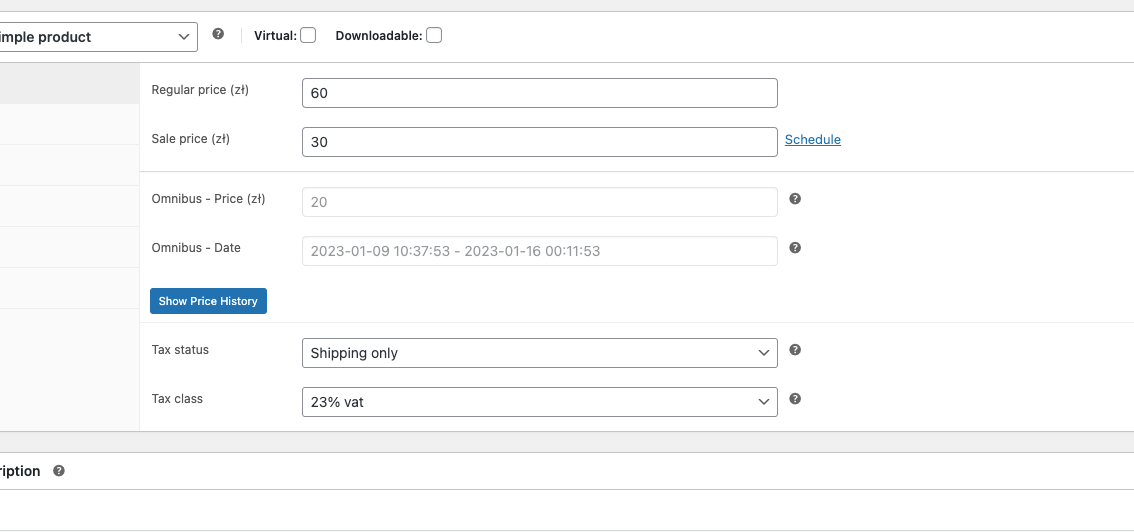 imple product Virtual: Downloadable:
Regular price (zł) 60
Sale price (zł) 30 Schedule
Omnibus - Price (zł) 20
Omnibus - Date 2023-01-09 10:37:53 - 2023-01-16 00:11:53
Show Price History
Tax status Shipping only
Tax class 23% vat
ription